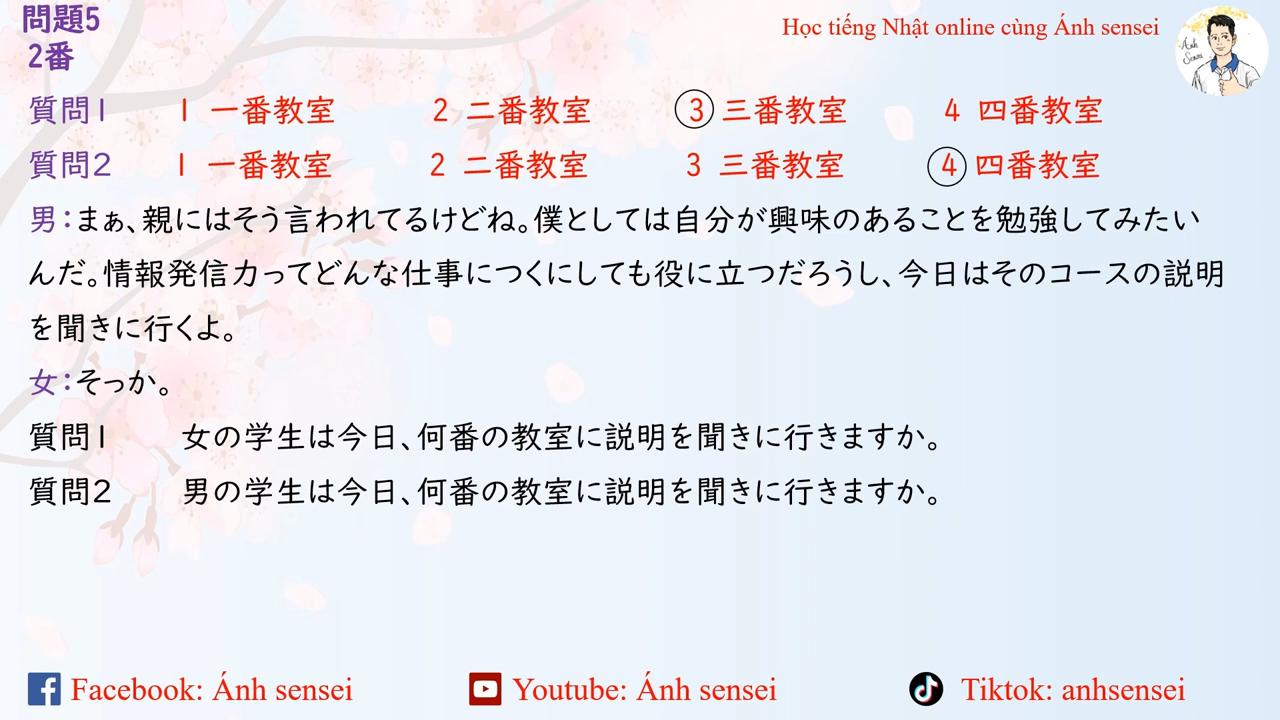 問題5
2番
Học tiếng Nhật online cùng Ánh sensei
Anh Sensei
質問1 1 一番教室 2 二番教室 3 三番教室 4 四番教室
質問2 1 一番教室 2 二番教室 3 三番教室 4 四番教室
男：まぁ、親にはそう言われてるけどね。僕としては自分が興味のあることを勉強してみたい
んだ。情報発信力ってどんな仕事につくにしても役に立つだろうし、今日はそのコースの説明
を聞きに行くよ。
女：そっか。
質問1 女の学生は今日、何番の教室に説明を聞きに行きますか。
質問2 男の学生は今日、何番の教室に説明を聞きに行きますか。
Facebook: Ánh sensei Youtube: Ánh sensei Tiktok: anhsensei